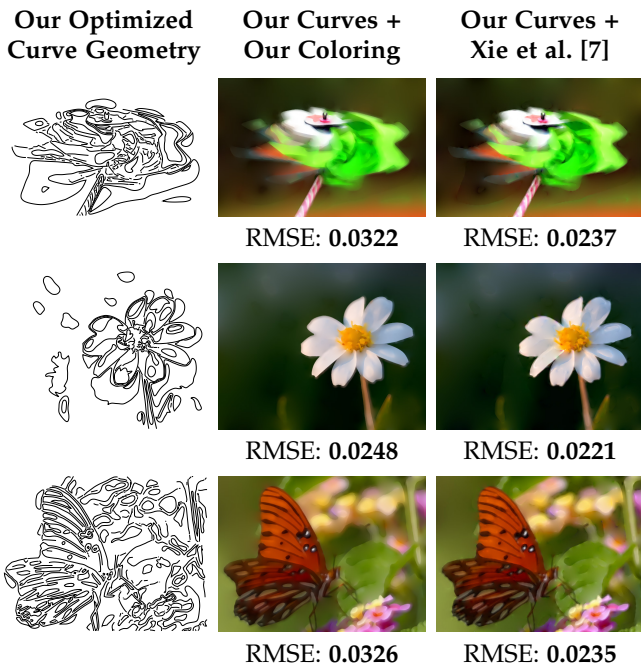 Our Optimized Our Curves + Our Curves +
Curve Geometry Our Coloring Xie et al. [7]
RMSE: 0.0322 RMSE: 0.0237
RMSE: 0.0248 RMSE: 0.0221
RMSE: 0.0326 RMSE: 0.0235